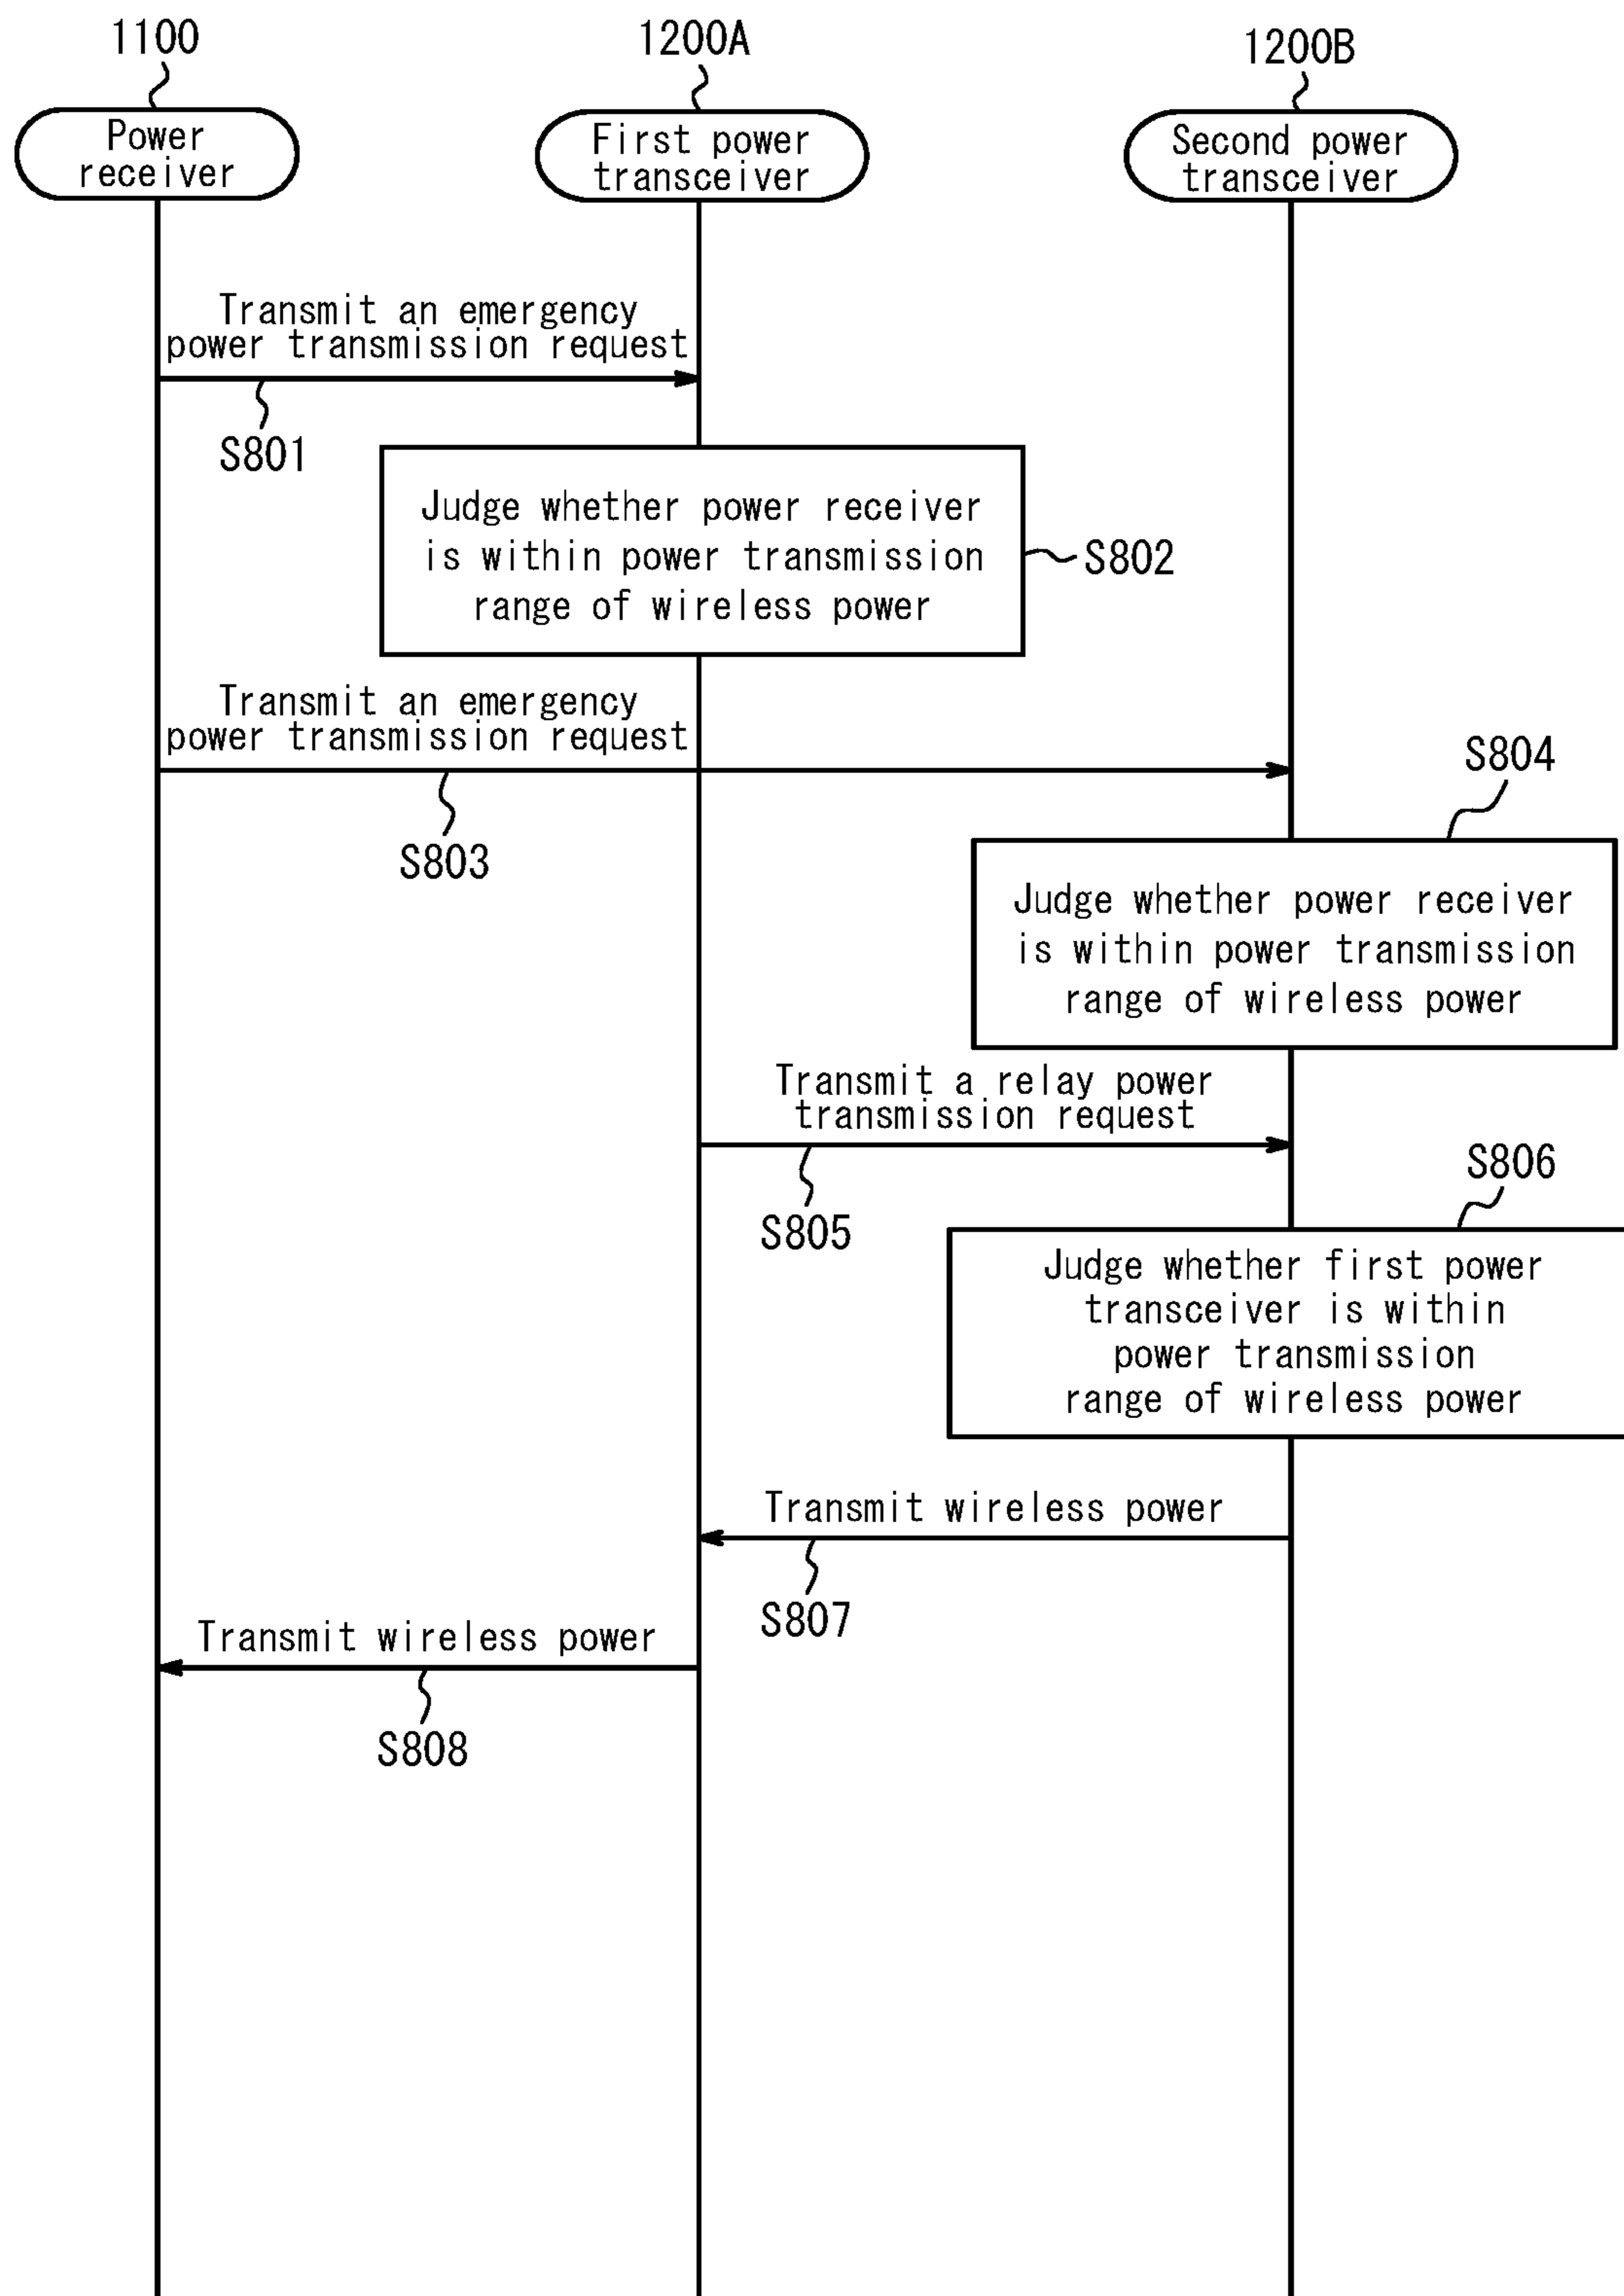 1100
1200A
1200B
Power
receiver
First power
transceiver
Second power
transceiver
Transmit an emergency
power transmission request
S801
Judge whether power receiver
is within power transmission
range of wireless power
S802
Transmit an emergency
power transmission request
S803
S804
Judge whether power receiver
is within power transmission
range of wireless power
Transmit a relay power
transmission request
S805
S806
Judge whether first power
transceiver is within
power transmission
range of wireless power
Transmit wireless power
S807
Transmit wireless power
S808